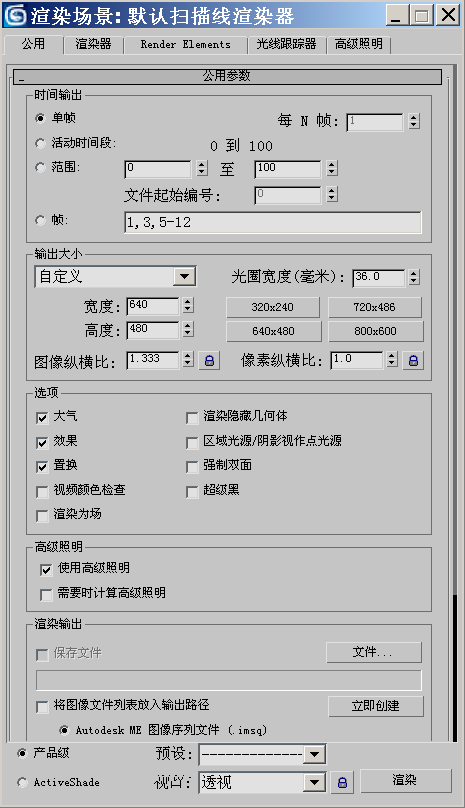 渲染场景: 默认扫描线渲染器
公用 渲染器 Render Elements 光线跟踪器 高级照明
- 公用参数
时间输出
单帧 每 N 帧: 1
活动时间段: 0 到 100
范围: 0 至 100
文件起始编号: 0
帧: 1,3,5-12
输出大小
自定义 光圈宽度(毫米): 36.0
宽度: 640 320x240 720x486
高度: 480 640x480 800x600
图像纵横比: 1.333 像素纵横比: 1.0
选项
大气 渲染隐藏几何体
效果 区域光源/阴影视作点光源
置换 强制双面
视频颜色检查 超级黑
渲染为场
高级照明
使用高级照明
需要时计算高级照明
渲染输出
保存文件 文件...
将图像文件列表放入输出路径 立即创建
Autodesk ME 图像序列文件 (.imsq)
产品级 预设: -------------
ActiveShade 视口: 透视 渲染